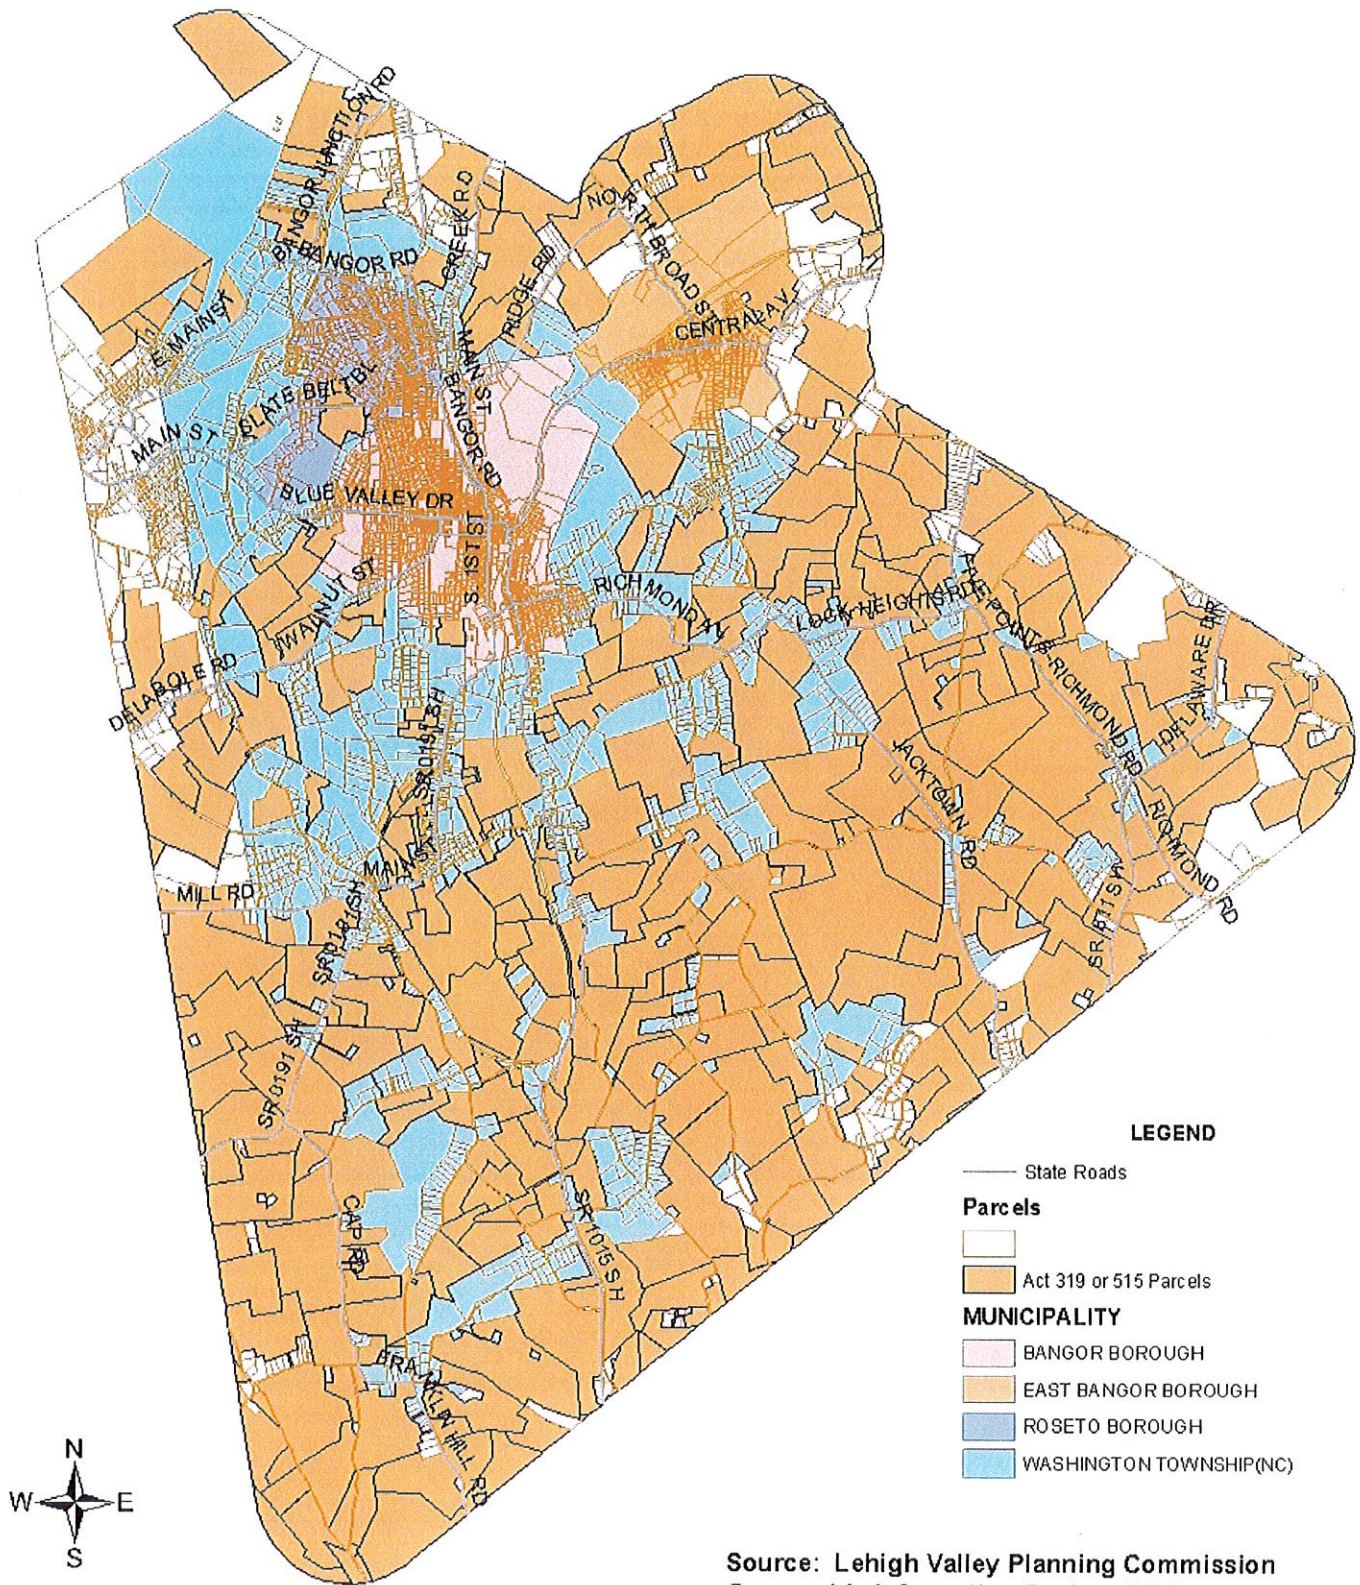 BANGOR JUNCTION RD
BANGOR RD
CREEK RD
NORTH BROAD ST
RIDGE RD
CENTRAL AV
E MAIN ST
MAIN ST
BANGOR RD
SLATE BELT BL
MAIN ST
BLUE VALLEY DR
S 1ST ST
WALNUT ST
RICHMOND
LOCK HEIGHTS RD
FIVE POINTS-RICHMOND RD
DELAWARE DR
DELABOLE RD
SR 0191 SH
JACKTOWN RD
RICHMOND RD
MAIN ST
MILL RD
SR 0191 SH
SR 611 SH
SR 0191 SH
CAP RD
SR 1015 SH
FRANKLIN HILL RD
LEGEND
State Roads
Parcels
Act 319 or 515 Parcels
MUNICIPALITY
BANGOR BOROUGH
EAST BANGOR BOROUGH
ROSETO BOROUGH
WASHINGTON TOWNSHIP(NC)
N
W E
S
Source: Lehigh Valley Planning Commission